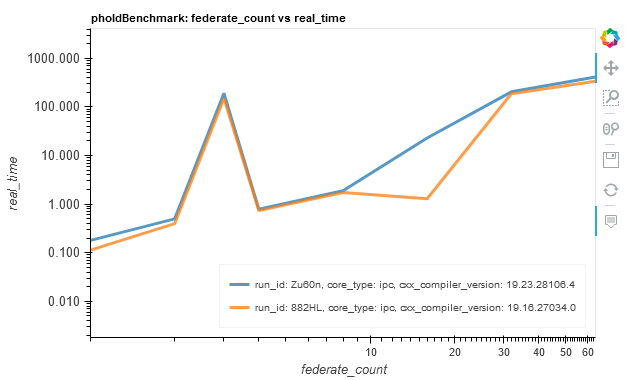 pholdBenchmark: federate_count vs real_time
1000.000
100.000
10.000
1.000
0.100
0.010
real_time
run_id: Zu60n, core_type: ipc, cxx_compiler_version: 19.23.28106.4
run_id: 882HL, core_type: ipc, cxx_compiler_version: 19.16.27034.0
10 20 30 40 50 60
federate_count